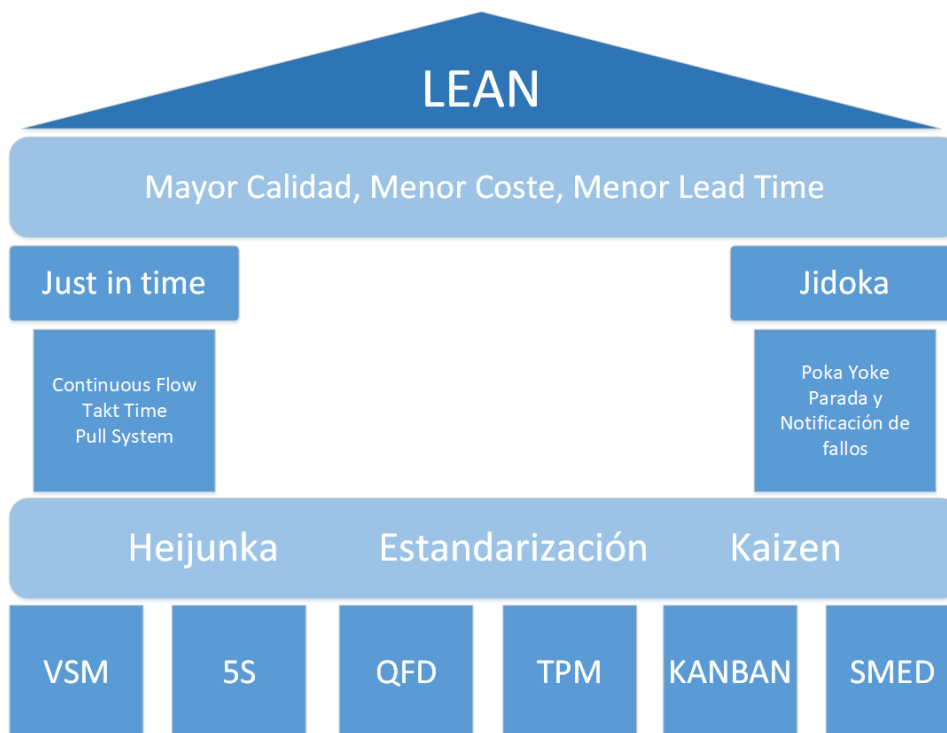 LEAN
Mayor Calidad, Menor Coste, Menor Lead Time
Just in time
Jidoka
Continuous Flow
Takt Time
Pull System
Poka Yoke
Parada y
Notificación de
fallos
Heijunka Estandarización Kaizen
VSM 5S QFD TPM KANBAN SMED